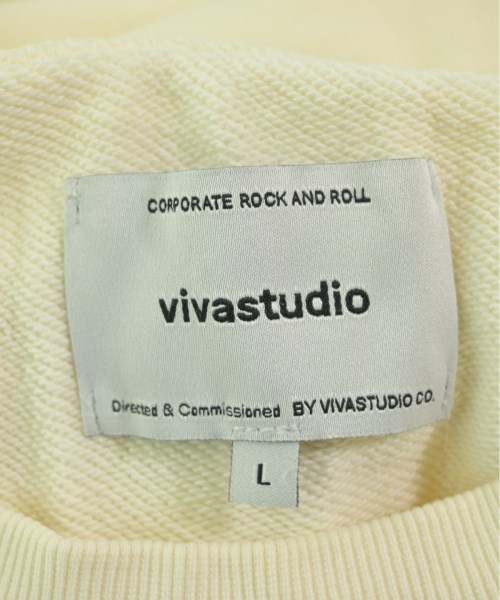 CORPORATE ROCK AND ROLL
vivastudio
Directed & Commissioned BY VIVASTUDIO CO.
L